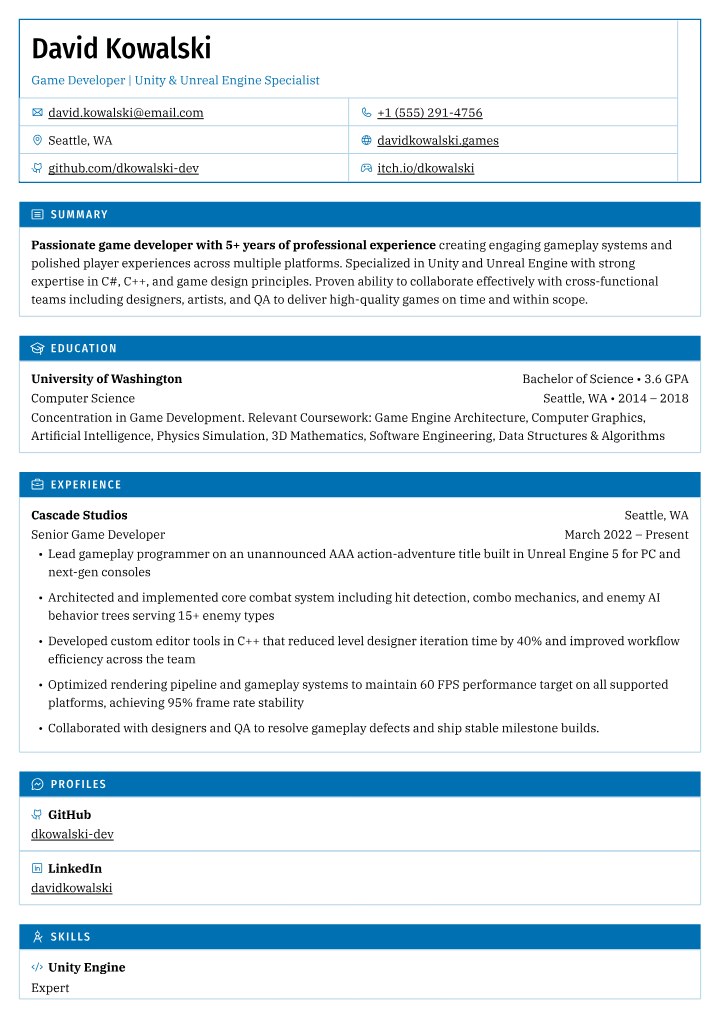 David Kowalski
Game Developer | Unity & Unreal Engine Specialist
david.kowalski@email.com
+1 (555) 291-4756
Seattle, WA
davidkowalski.games
github.com/dkowalski-dev
itch.io/dkowalski
SUMMARY
Passionate game developer with 5+ years of professional experience creating engaging gameplay systems and
polished player experiences across multiple platforms. Specialized in Unity and Unreal Engine with strong
expertise in C#, C++, and game design principles. Proven ability to collaborate effectively with cross-functional
teams including designers, artists, and QA to deliver high-quality games on time and within scope.
EDUCATION
University of Washington
Bachelor of Science • 3.6 GPA
Computer Science
Seattle, WA • 2014 – 2018
Concentration in Game Development. Relevant Coursework: Game Engine Architecture, Computer Graphics,
Artificial Intelligence, Physics Simulation, 3D Mathematics, Software Engineering, Data Structures & Algorithms
EXPERIENCE
Cascade Studios
Seattle, WA
Senior Game Developer
March 2022 – Present
• Lead gameplay programmer on an unannounced AAA action-adventure title built in Unreal Engine 5 for PC and
next-gen consoles
• Architected and implemented core combat system including hit detection, combo mechanics, and enemy AI
behavior trees serving 15+ enemy types
• Developed custom editor tools in C++ that reduced level designer iteration time by 40% and improved workflow
efficiency across the team
• Optimized rendering pipeline and gameplay systems to maintain 60 FPS performance target on all supported
platforms, achieving 95% frame rate stability
• Collaborated with designers and QA to resolve gameplay defects and ship stable milestone builds.
PROFILES
GitHub
dkowalski-dev
LinkedIn
davidkowalski
SKILLS
Unity Engine
Expert